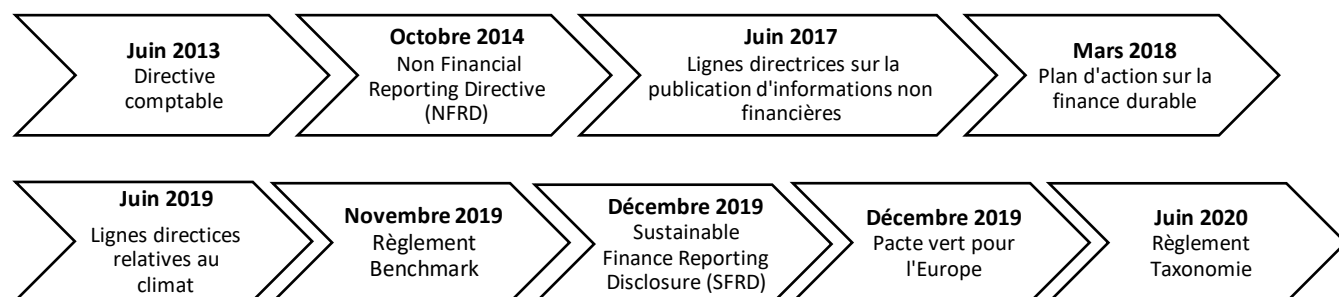 Juin 2013
Directive
comptable
Octobre 2014
Non Financial
Reporting Directive
(NFRD)
Juin 2017
Lignes directrices sur la
publication d'informations non
financières
Mars 2018
Plan d'action sur la
finance durable
Juin 2019
Lignes directices
relatives au
climat
Novembre 2019
Règlement
Benchmark
Décembre 2019
Sustainable
Finance Reporting
Disclosure (SFRD)
Décembre 2019
Pacte vert pour
l'Europe
Juin 2020
Règlement
Taxonomie